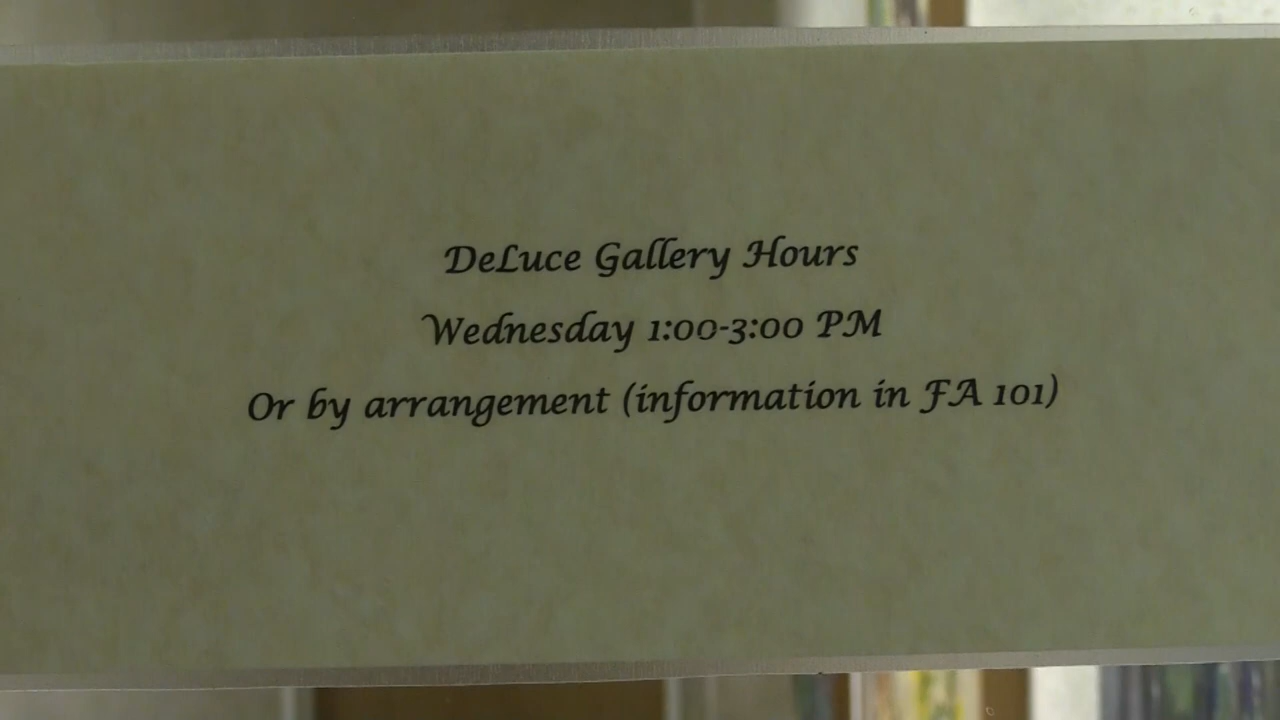 DeLuce Gallery Hours
Wednesday 1:00-3:00 PM
Or by arrangement (information in FA 101)